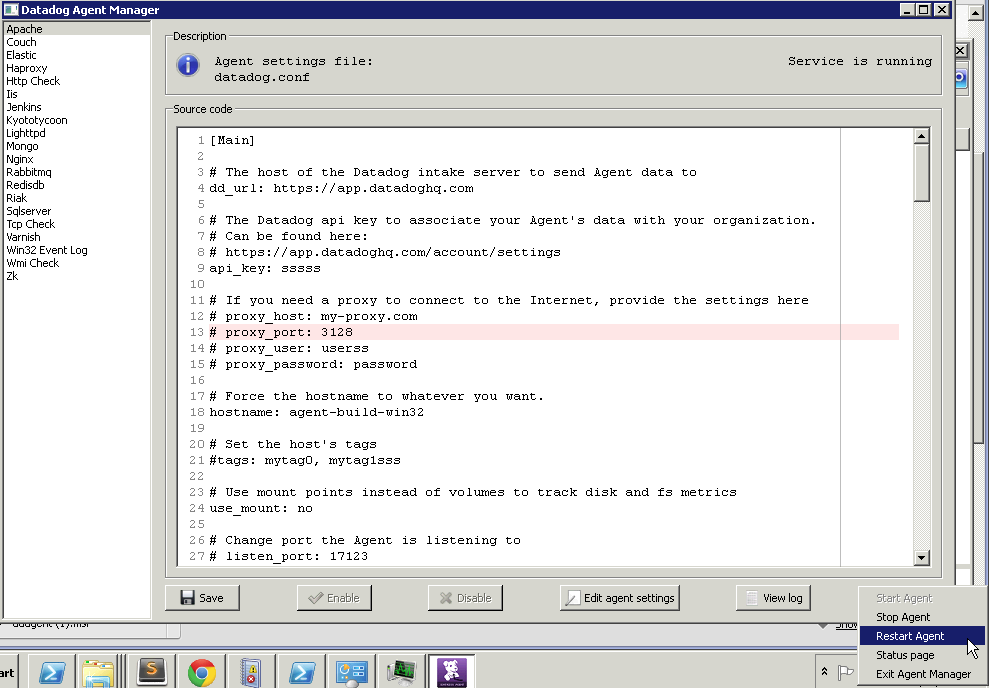 Datadog Agent Manager
Apache
Couch
Elastic
Haproxy
Http Check
Iis
Jenkins
Kyototycoon
Lighttpd
Mongo
Nginx
Rabbitmq
Redisdb
Riak
Sqlserver
Tcp Check
Varnish
Win32 Event Log
Wmi Check
Zk
Description
Agent settings file:
datadog.conf
Service is running
Source code
1 [Main]
2
3 # The host of the Datadog intake server to send Agent data to
4 dd_url: https://app.datadoghq.com
5
6 # The Datadog api key to associate your Agent's data with your organization.
7 # Can be found here:
8 # https://app.datadoghq.com/account/settings
9 api_key: sssss
10
11 # If you need a proxy to connect to the Internet, provide the settings here
12 # proxy_host: my-proxy.com
13 # proxy_port: 3128
14 # proxy_user: userss
15 # proxy_password: password
16
17 # Force the hostname to whatever you want.
18 hostname: agent-build-win32
19
20 # Set the host's tags
21 #tags: mytag0, mytag1sss
22
23 # Use mount points instead of volumes to track disk and fs metrics
24 use_mount: no
25
26 # Change port the Agent is listening to
27 # listen_port: 17123
Save
Enable
Disable
Edit agent settings
View log
Start Agent
Stop Agent
Restart Agent
Status page
Exit Agent Manager